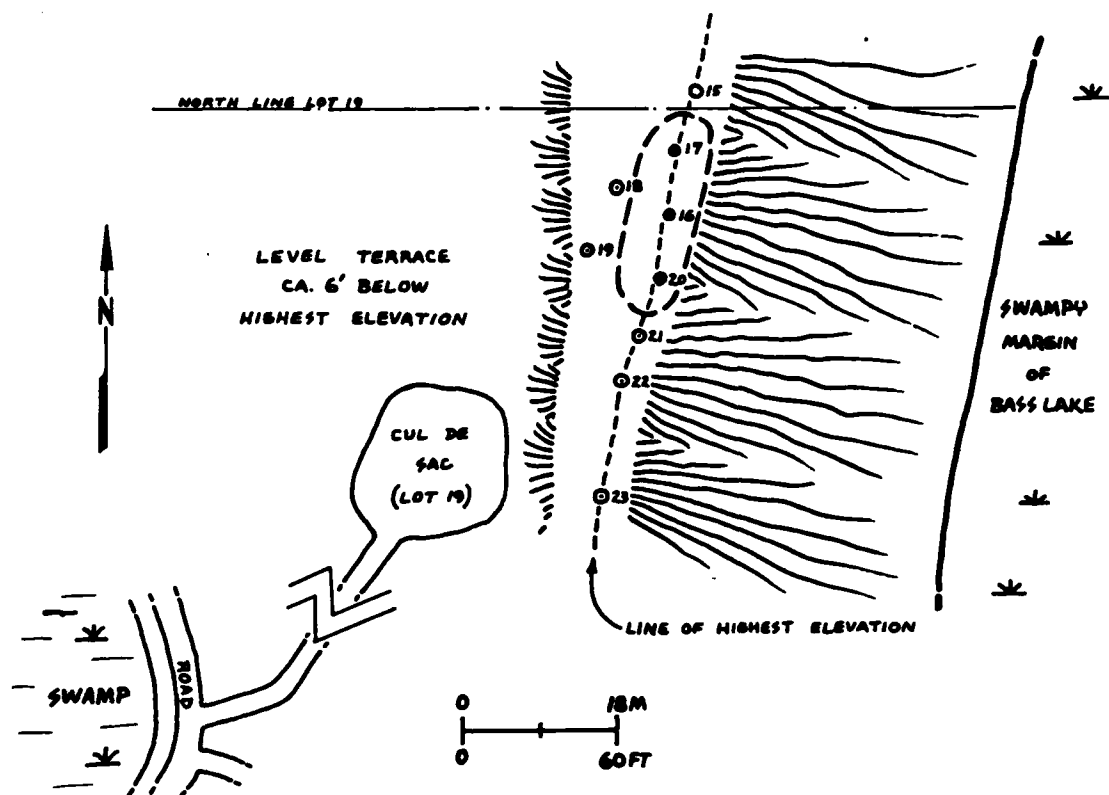 NORTH LINE LOT 19
15
17
18
16
19
20
21
22
23
LEVEL TERRACE
CA. 6' BELOW
HIGHEST ELEVATION
N
SWAMPY
MARGIN
OF
BASS LAKE
CUL DE
SAC
(LOT 19)
LINE OF HIGHEST ELEVATION
ROAD
SWAMP
0 18M
0 60FT